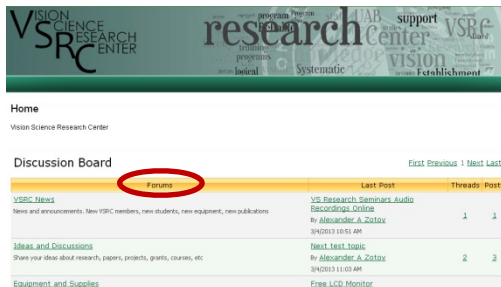 VISION
SCIENCE
RESEARCH
CENTER
research
program
support
UAB
VSRC
Center
training
programs
vision
logical
Systematic
Establishment
Home
Vision Science Research Center
Discussion Board
First Previous 1 Next Last
Forums Last Post Threads Post
VSRC News
News and announcements. New VSRC members, new students, new equipment, new publications
VS Research Seminars Audio
Recordings Online
By Alexander A Zotov
3/4/2013 10:51 AM
1 1
Ideas and Discussions
Share your ideas about research, papers, projects, grants, courses, etc
Next test topic
By Alexander A Zotov
3/4/2013 11:03 AM
2 3
Equipment and Supplies
Free LCD Monitor